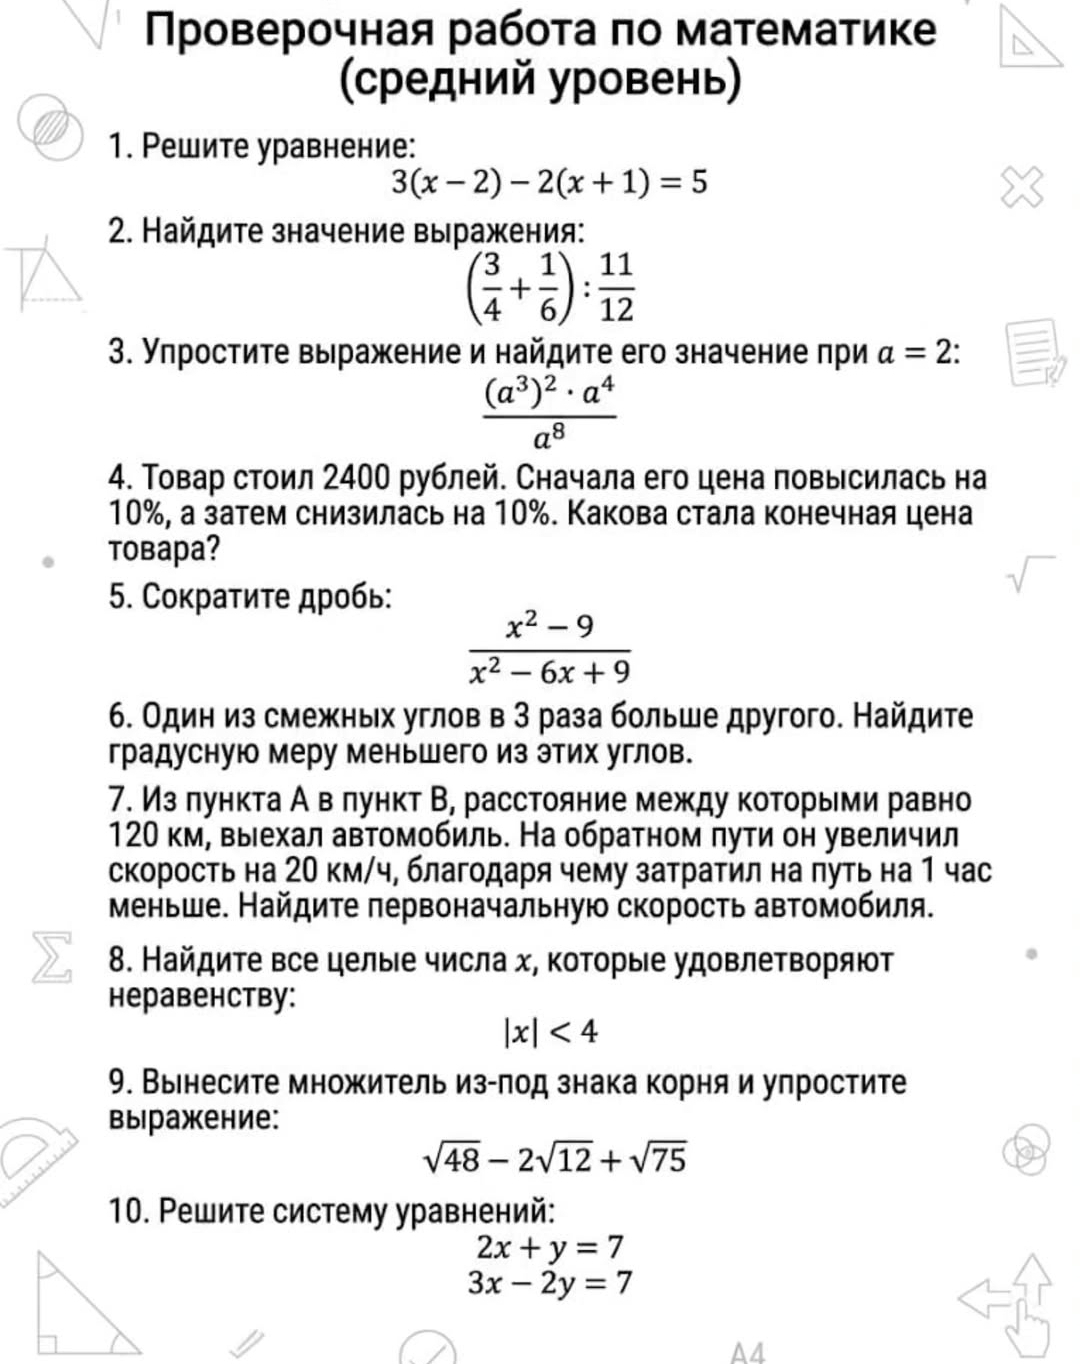 Проверочная работа по математике
(средний уровень)
1. Решите уравнение:
3(x – 2) – 2(x + 1) = 5
2. Найдите значение выражения:
(3/4 + 1/6) : 11/12
3. Упростите выражение и найдите его значение при a = 2:
(a³)² · a⁴
a⁸
4. Товар стоил 2400 рублей. Сначала его цена повысилась на
10%, а затем снизилась на 10%. Какова стала конечная цена
товара?
5. Сократите дробь:
x² – 9
x² – 6x + 9
6. Один из смежных углов в 3 раза больше другого. Найдите
градусную меру меньшего из этих углов.
7. Из пункта А в пункт В, расстояние между которыми равно
120 км, выехал автомобиль. На обратном пути он увеличил
скорость на 20 км/ч, благодаря чему затратил на путь на 1 час
меньше. Найдите первоначальную скорость автомобиля.
8. Найдите все целые числа x, которые удовлетворяют
неравенству:
|x| < 4
9. Вынесите множитель из-под знака корня и упростите
выражение:
√48 – 2√12 + √75
10. Решите систему уравнений:
2x + y = 7
3x – 2y = 7
A4